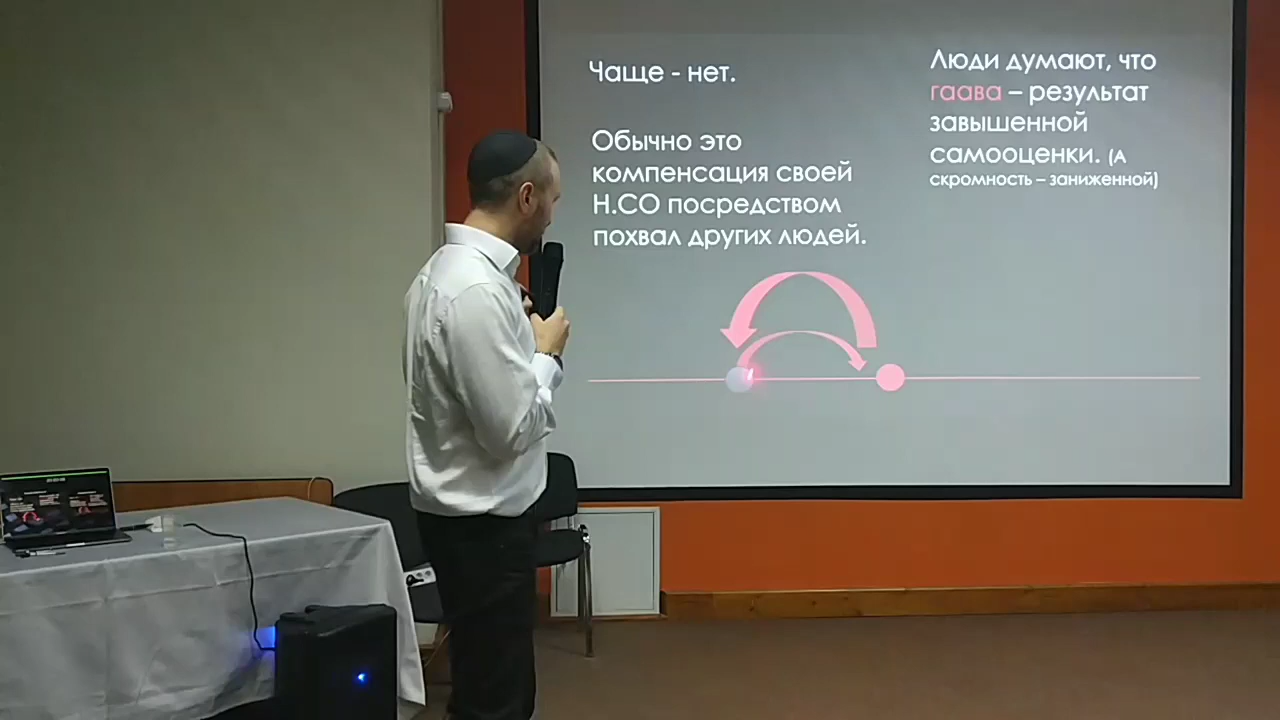 Чаще - нет.
Обычно это
компенсация своей
Н.СО посредством
похвал других людей.
Люди думают, что
гаава – результат
завышенной
самооценки. (А
скромность – заниженной)